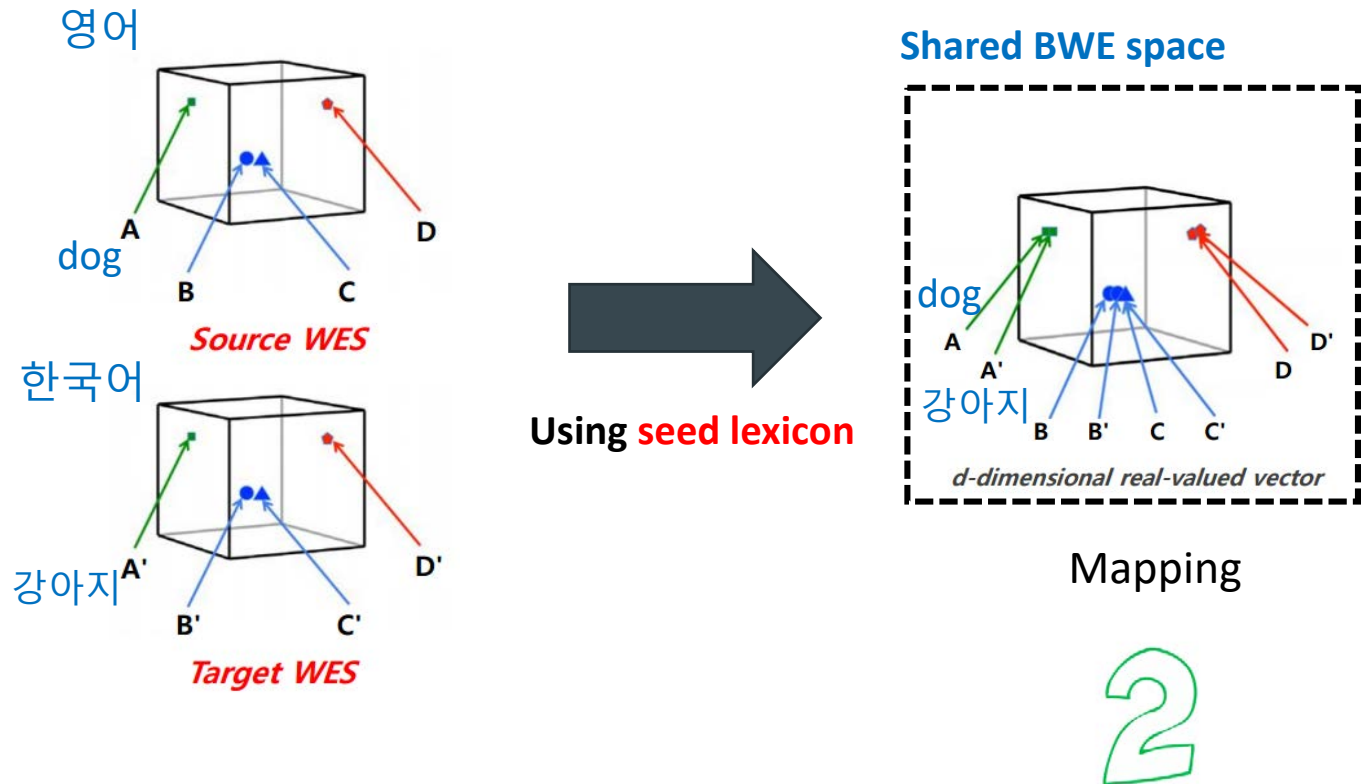 영어
A
dog
B
C
D
Source WES
한국어
강아지
A'
B'
C'
D'
Target WES
Using seed lexicon
Shared BWE space
dog
A
A'
강아지
B
B'
C
C'
D
D'
d-dimensional real-valued vector
Mapping
2